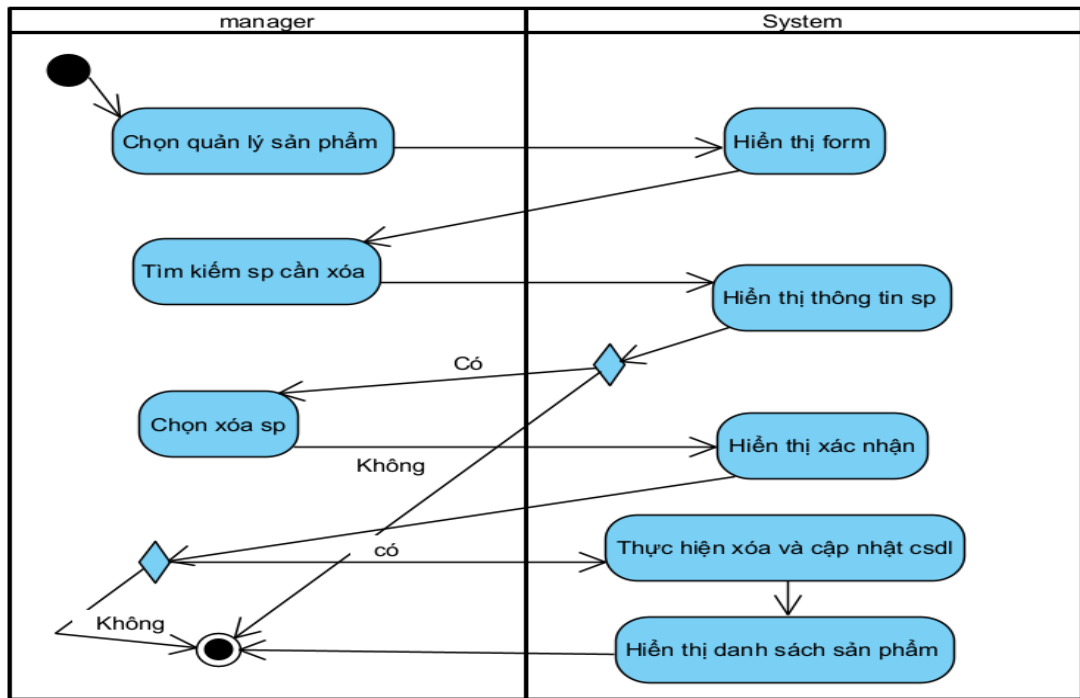 manager
System
Chọn quản lý sản phẩm
Hiển thị form
Tìm kiếm sp cần xóa
Hiển thị thông tin sp
Có
Chọn xóa sp
Hiển thị xác nhận
Không
Thực hiện xóa và cập nhật csdl
có
Không
Hiển thị danh sách sản phẩm